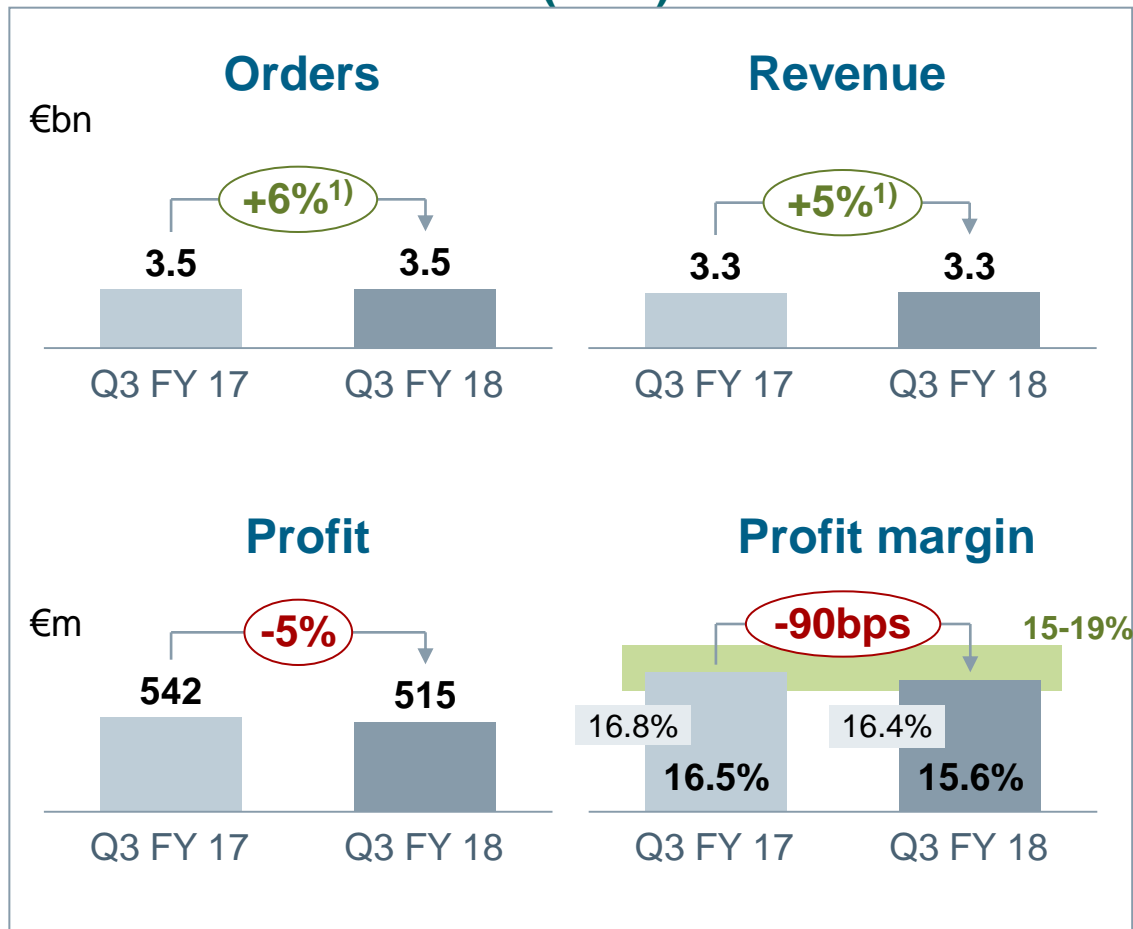 Orders
Revenue
€bn
+6%1)
+5%1)
3.5
3.5
3.3
3.3
Q3 FY 17
Q3 FY 18
Q3 FY 17
Q3 FY 18
Profit
Profit margin
€m
-5%
-90bps
15-19%
542
515
16.8%
16.4%
16.5%
15.6%
Q3 FY 17
Q3 FY 18
Q3 FY 17
Q3 FY 18